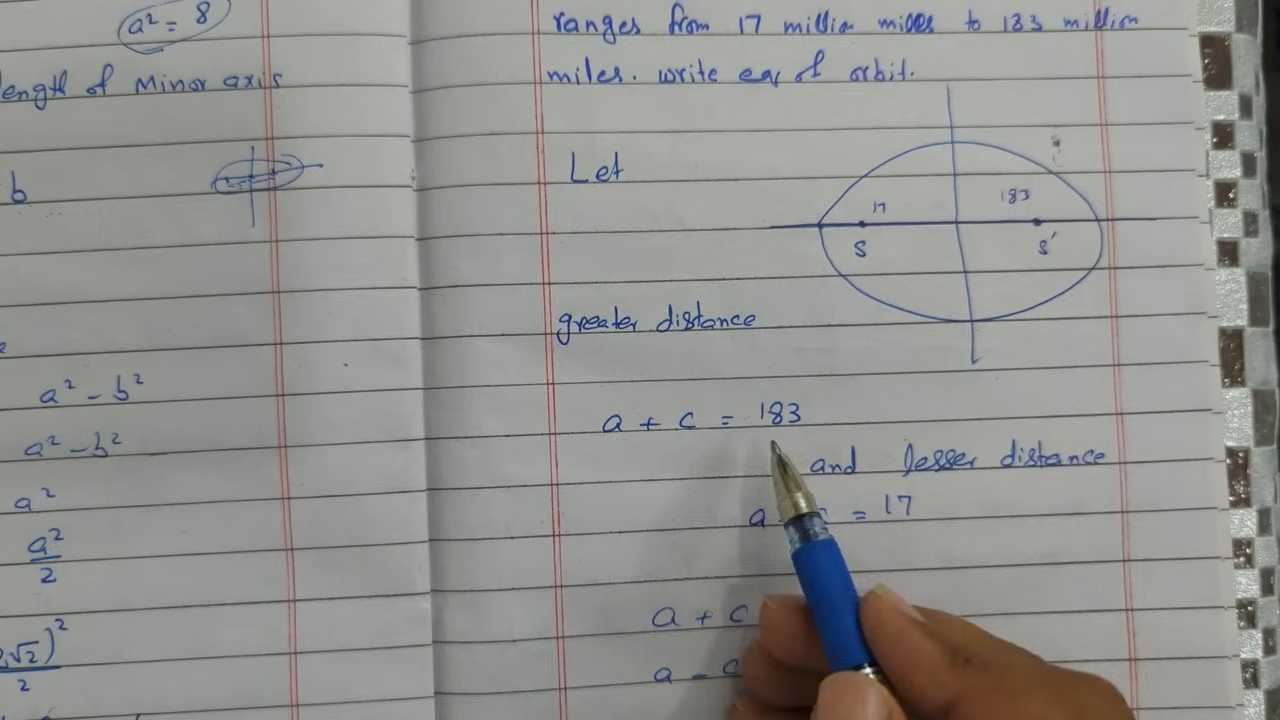 a² = 8
ength of Minor axis
b
a² - b²
a² - b²
a²
a²
2
√2)²
2
ranges from 17 million miles to 183 million
miles. write eq of orbit.
Let
17
183
S
S'
greater distance
a + c = 183
and lesser distance
a = 17
a + c
a - c